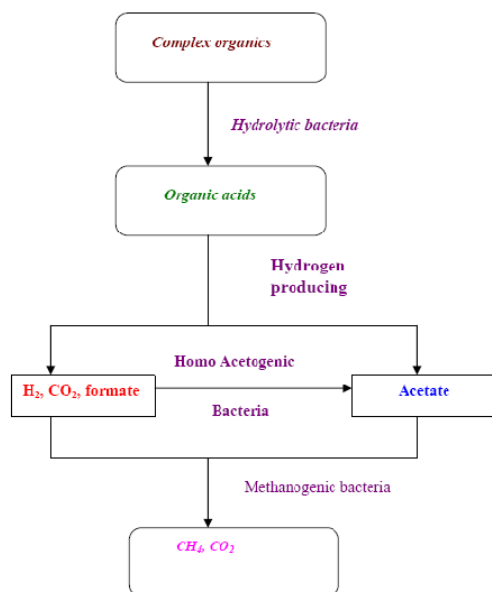 Complex organics
Hydrolytic bacteria
Organic acids
Hydrogen
producing
Homo Acetogenic
H₂, CO₂, formate
Acetate
Bacteria
Methanogenic bacteria
CH₄, CO₂